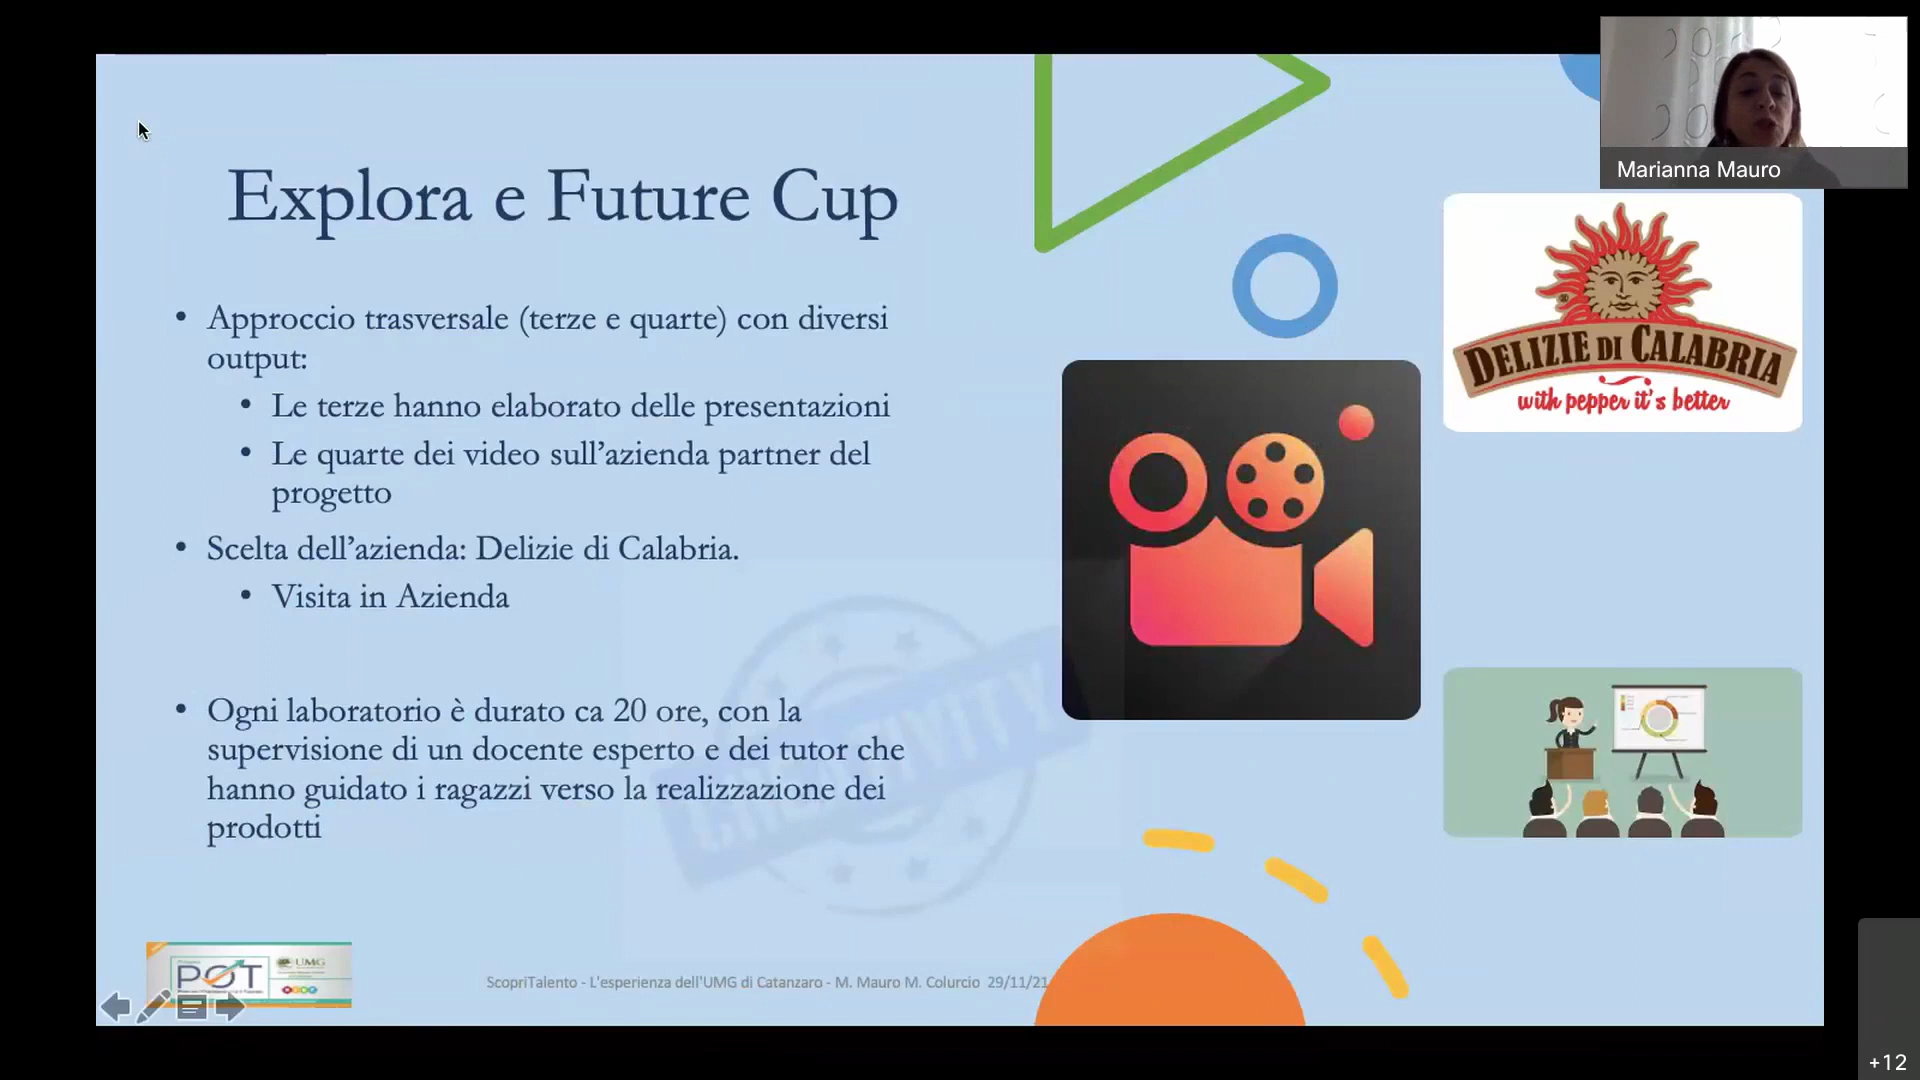 Marianna Mauro
Explora e Future Cup
• Approccio trasversale (terze e quarte) con diversi
output:
• Le terze hanno elaborato delle presentazioni
• Le quarte dei video sull’azienda partner del
progetto
• Scelta dell’azienda: Delizie di Calabria.
• Visita in Azienda
• Ogni laboratorio è durato ca 20 ore, con la
supervisione di un docente esperto e dei tutor che
hanno guidato i ragazzi verso la realizzazione dei
prodotti
DELIZIE DI CALABRIA
with pepper it's better
®
CREATIVITY
POT
UMG
ScopriTalento - L'esperienza dell'UMG di Catanzaro - M. Mauro M. Colurcio 29/11/21
+12